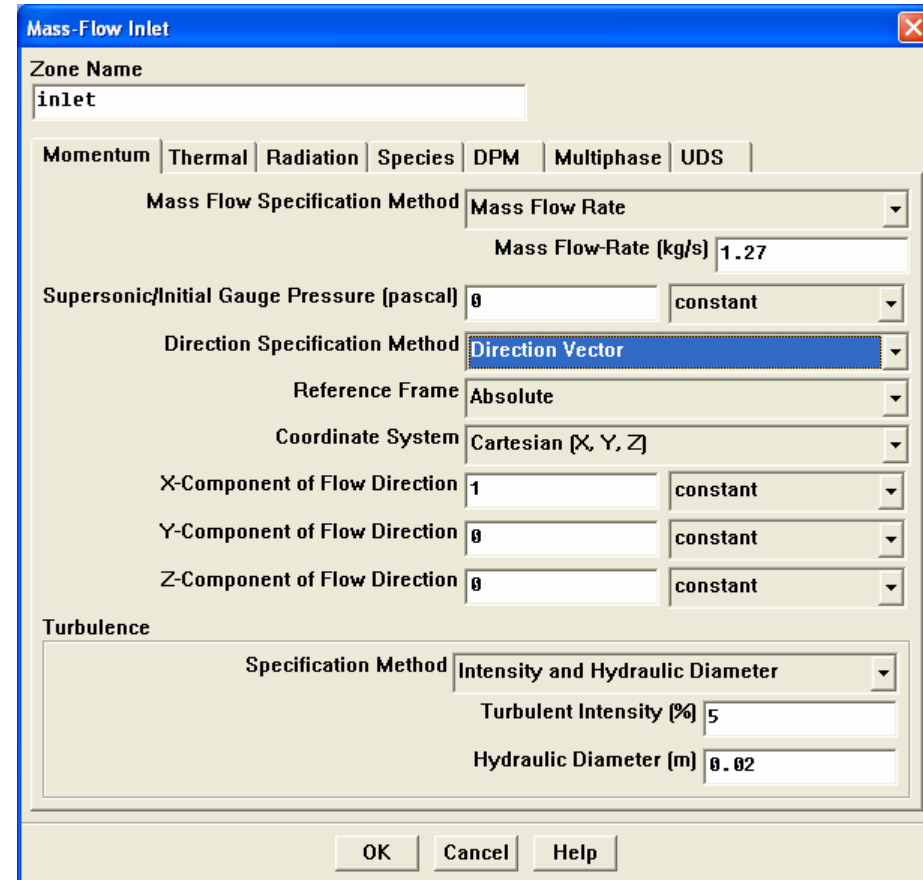 Mass-Flow Inlet
Zone Name
inlet
Momentum Thermal Radiation Species DPM Multiphase UDS
Mass Flow Specification Method Mass Flow Rate
Mass Flow-Rate (kg/s) 1.27
Supersonic/Initial Gauge Pressure (pascal) 0 constant
Direction Specification Method Direction Vector
Reference Frame Absolute
Coordinate System Cartesian (X, Y, Z)
X-Component of Flow Direction 1 constant
Y-Component of Flow Direction 0 constant
Z-Component of Flow Direction 0 constant
Turbulence
Specification Method Intensity and Hydraulic Diameter
Turbulent Intensity (%) 5
Hydraulic Diameter (m) 0.02
OK Cancel Help